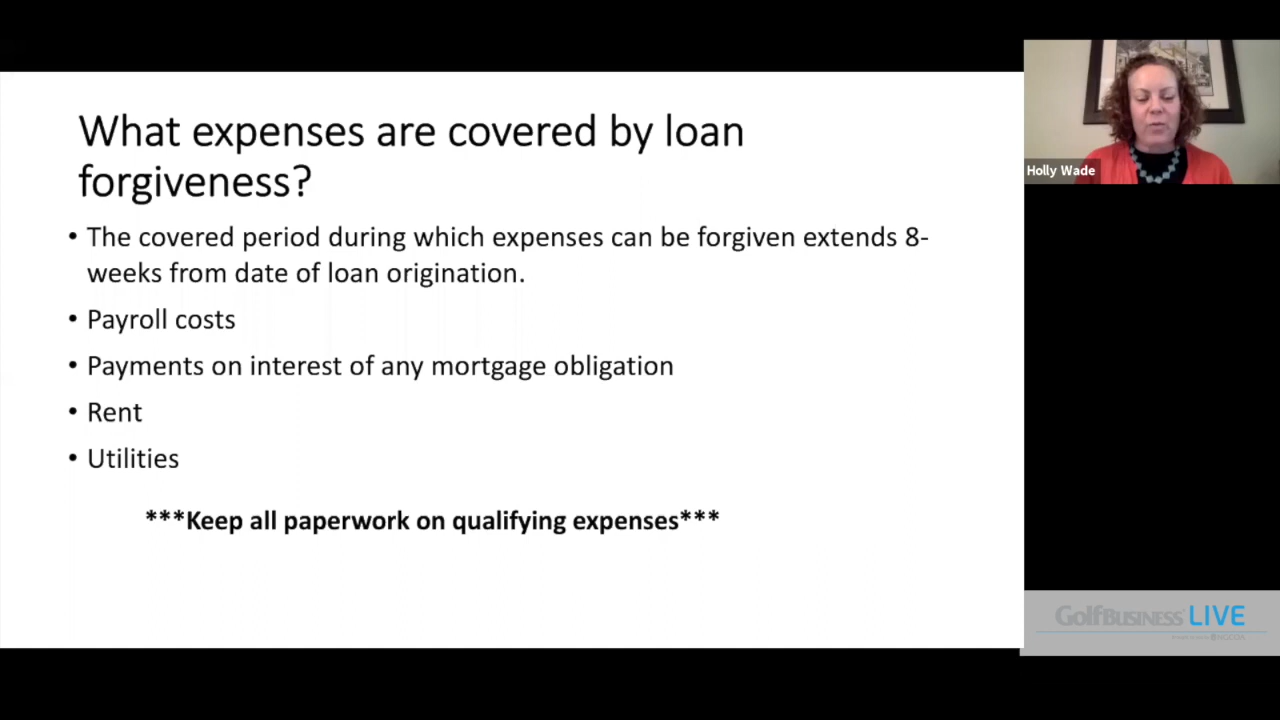 What expenses are covered by loan
forgiveness?
• The covered period during which expenses can be forgiven extends 8-
weeks from date of loan origination.
• Payroll costs
• Payments on interest of any mortgage obligation
• Rent
• Utilities
***Keep all paperwork on qualifying expenses***
Holly Wade
GolfBUSINESS LIVE